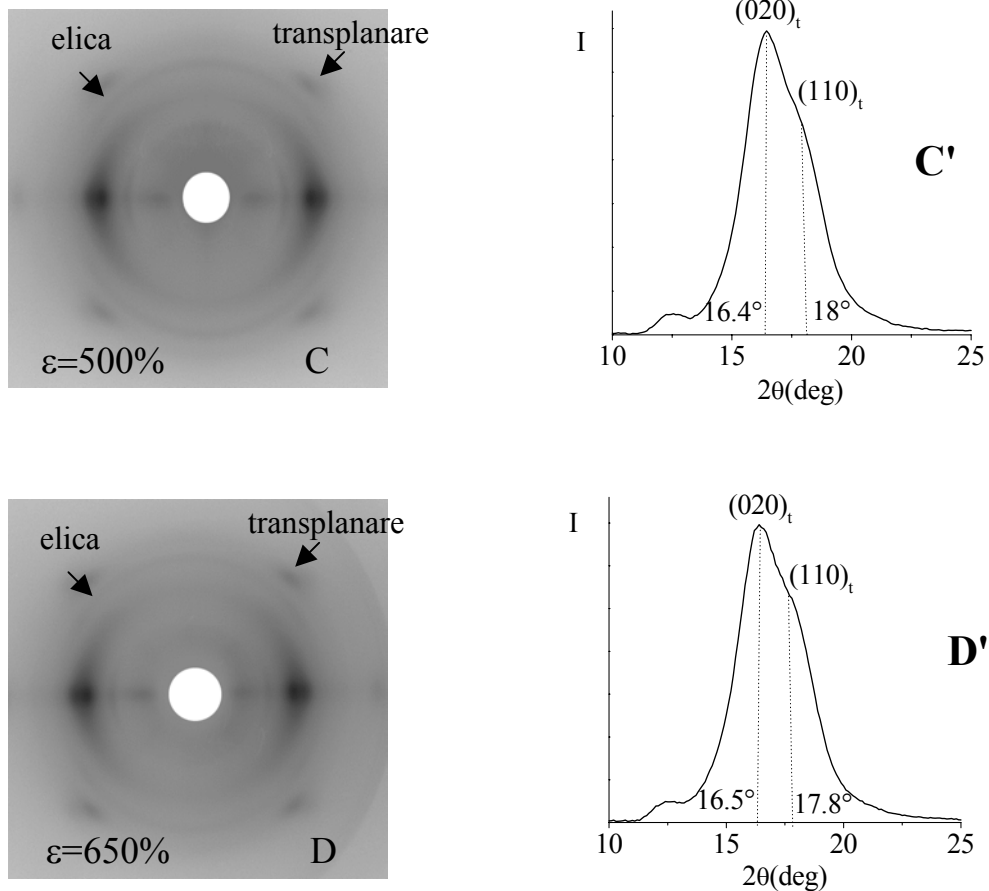 elica
transplanare
ε=500%
C
(020)t
I
(110)t
C'
16.4°
18°
10
15
20
25
2θ(deg)
elica
transplanare
ε=650%
D
(020)t
I
(110)t
D'
16.5°
17.8°
10
15
20
25
2θ(deg)